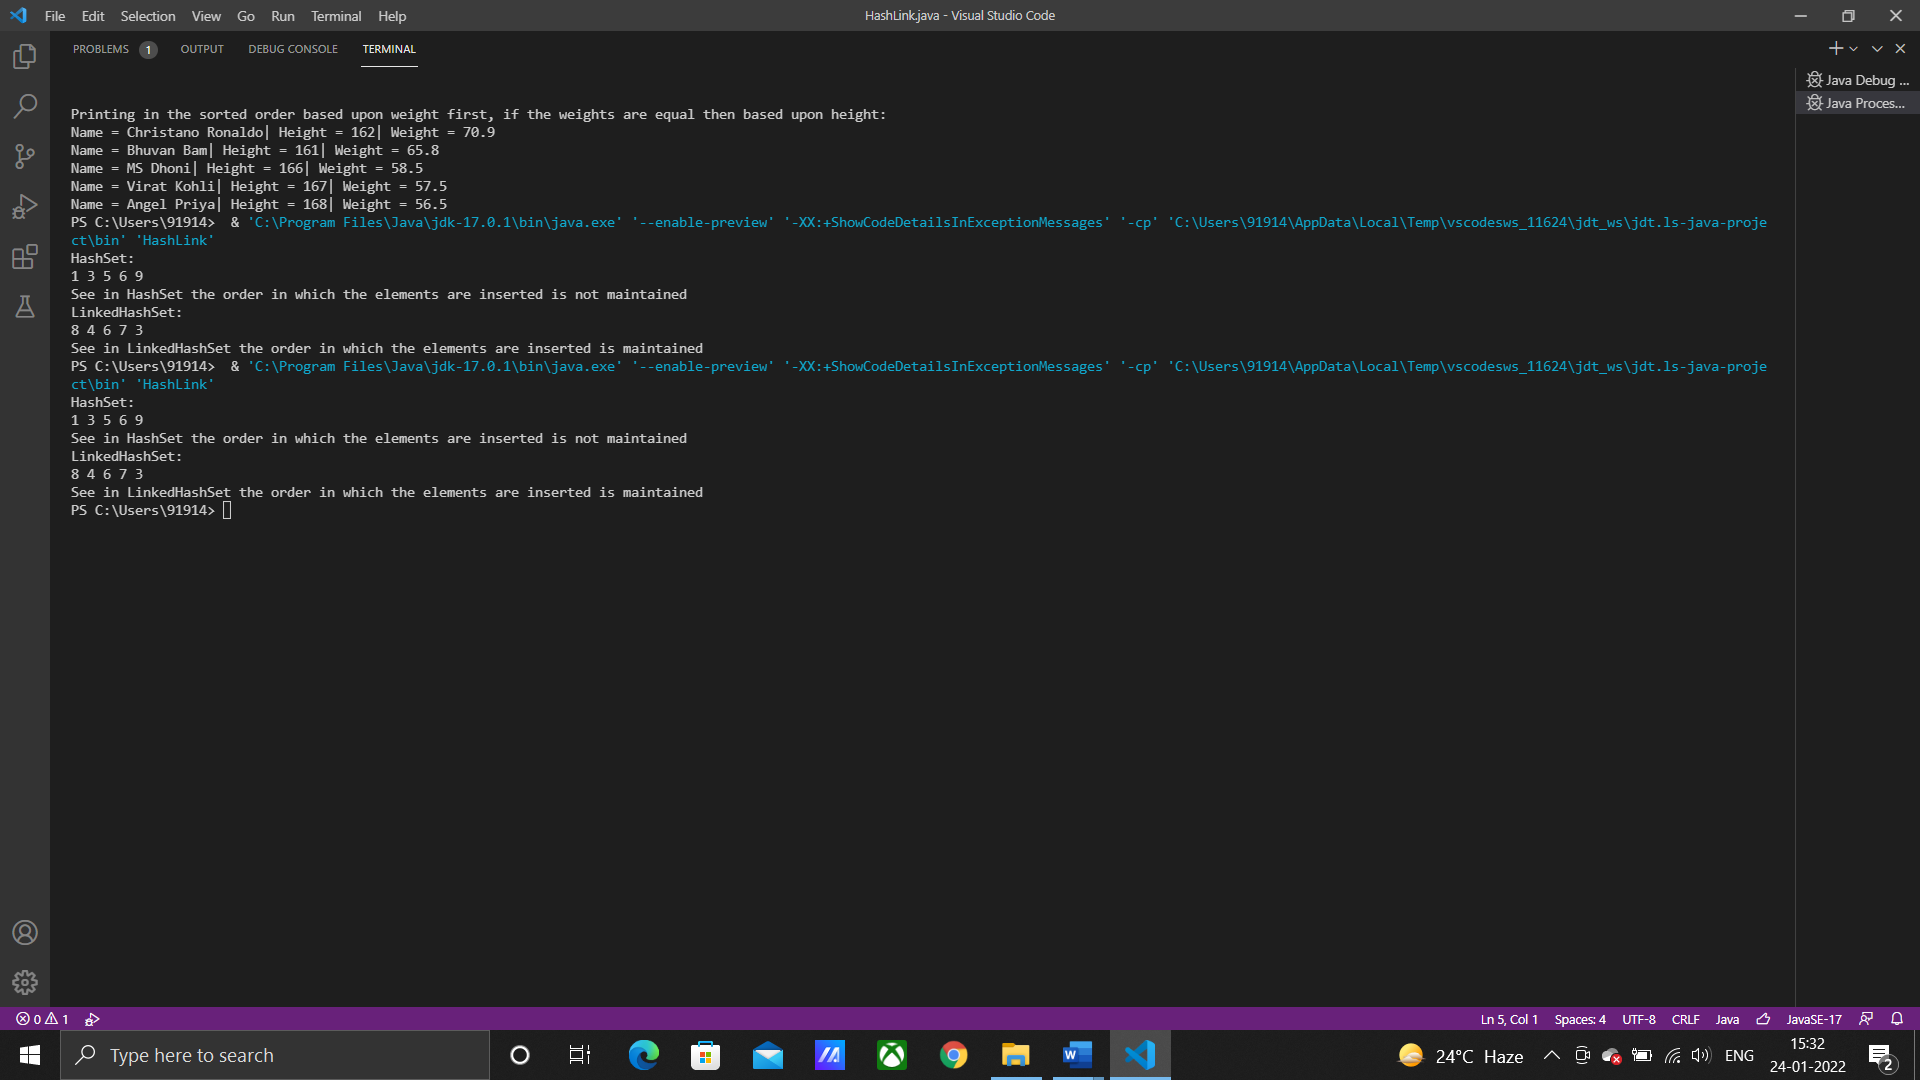 File Edit Selection View Go Run Terminal Help
HashLink.java - Visual Studio Code
PROBLEMS 1 OUTPUT DEBUG CONSOLE TERMINAL
Java Debug ...
Java Proces...
Printing in the sorted order based upon weight first, if the weights are equal then based upon height:
Name = Christano Ronaldo| Height = 162| Weight = 70.9
Name = Bhuvan Bam| Height = 161| Weight = 65.8
Name = MS Dhoni| Height = 166| Weight = 58.5
Name = Virat Kohli| Height = 167| Weight = 57.5
Name = Angel Priya| Height = 168| Weight = 56.5
PS C:\Users\91914>  & 'C:\Program Files\Java\jdk-17.0.1\bin\java.exe' '--enable-preview' '-XX:+ShowCodeDetailsInExceptionMessages' '-cp' 'C:\Users\91914\AppData\Local\Temp\vscodesws_11624\jdt_ws\jdt.ls-java-proje
ct\bin' 'HashLink'
HashSet:
1 3 5 6 9
See in HashSet the order in which the elements are inserted is not maintained
LinkedHashSet:
8 4 6 7 3
See in LinkedHashSet the order in which the elements are inserted is maintained
PS C:\Users\91914>  & 'C:\Program Files\Java\jdk-17.0.1\bin\java.exe' '--enable-preview' '-XX:+ShowCodeDetailsInExceptionMessages' '-cp' 'C:\Users\91914\AppData\Local\Temp\vscodesws_11624\jdt_ws\jdt.ls-java-proje
ct\bin' 'HashLink'
HashSet:
1 3 5 6 9
See in HashSet the order in which the elements are inserted is not maintained
LinkedHashSet:
8 4 6 7 3
See in LinkedHashSet the order in which the elements are inserted is maintained
PS C:\Users\91914>
0 1 Ln 5, Col 1 Spaces: 4 UTF-8 CRLF Java JavaSE-17
Type here to search
24°C Haze ENG
15:32
24-01-2022
2